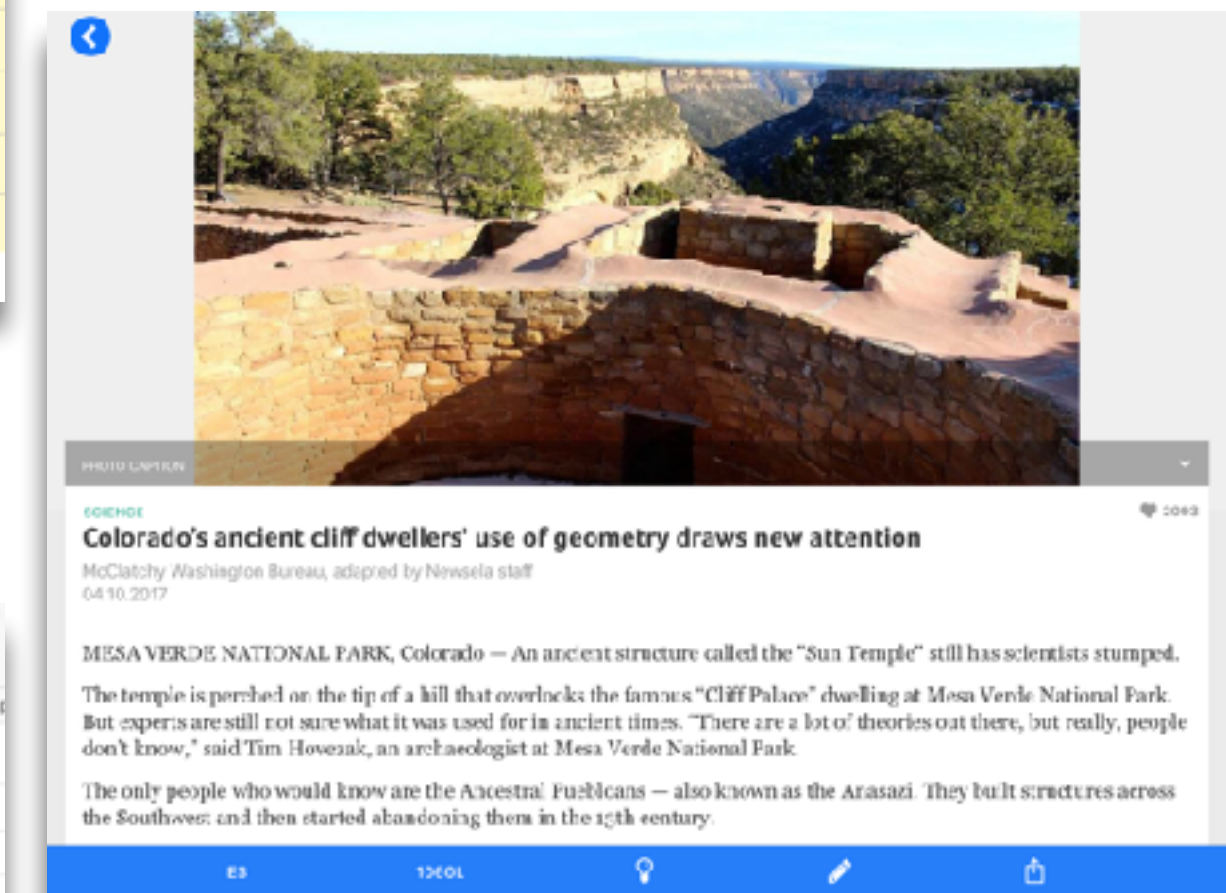 PHOTO CAPTION
SCIENCE
Colorado's ancient cliff dwellers' use of geometry draws new attention
McClatchy Washington Bureau, adapted by Newsela staff
04.10.2017
MESA VERDE NATIONAL PARK, Colorado — An ancient structure called the "Sun Temple" still has scientists stumped.
The temple is perched on the tip of a hill that overlooks the famous "Cliff Palace" dwelling at Mesa Verde National Park.
But experts are still not sure what it was used for in ancient times. "There are a lot of theories out there, but really, people
don't know," said Tim Hovezak, an archaeologist at Mesa Verde National Park.
The only people who would know are the Ancestral Puebloans — also known as the Anasazi. They built structures across
the Southwest and then started abandoning them in the 13th century.